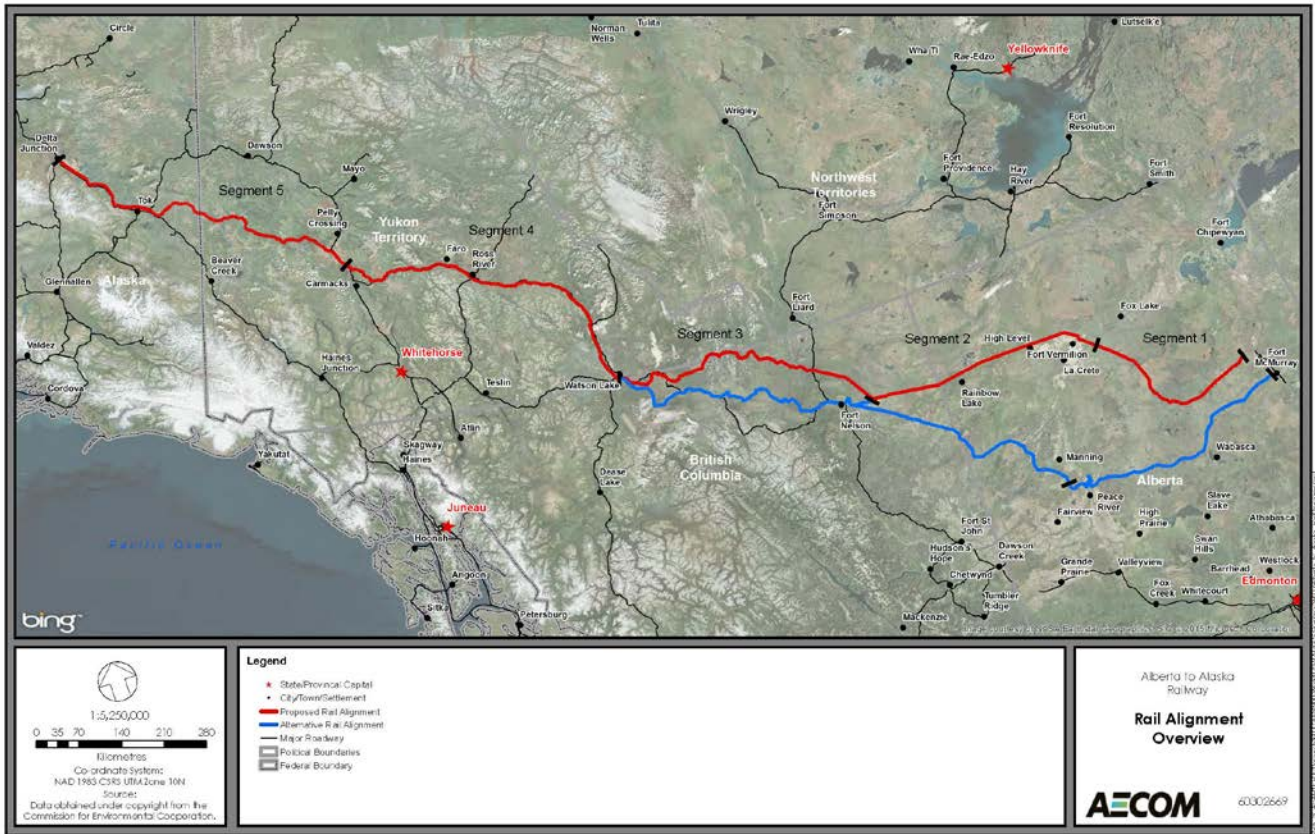 Circle
Norman
Wells
Tulita
Lutselk'e
Wha Ti
Rae-Edzo
Yellowknife
Wrigley
Fort
Resolution
Delta
Junction
Dawson
Mayo
Segment 5
Fort
Providence
Hay
River
Fort
Smith
Northwest
Territories
Fort
Simpson
Tok
Pelly
Crossing
Yukon
Territory
Segment 4
Faro
Ross
River
Fort
Chipewyan
Beaver
Creek
Carmacks
Glennallen
Alaska
Fort
Liard
Fox Lake
Segment 3
Segment 2
High Level
Segment 1
Fort Vermilion
La Crete
Fort
McMurray
Valdez
Haines
Junction
Whitehorse
Watson Lake
Teslin
Rainbow
Lake
Cordova
Fort
Nelson
Atlin
Skagway
Haines
Yakutat
British
Columbia
Manning
Wabasca
Dease
Lake
Alberta
Peace
River
Juneau
Hoonah
Fairview
High
Prairie
Slave
Lake
Athabasca
Pacific Ocean
Fort St
John
Swan
Hills
Hudson's
Hope
Dawson
Creek
Grande
Prairie
Valleyview
Barrhead
Westlock
Angoon
Chetwynd
Fox
Creek
Whitecourt
Edmonton
Sitka
Petersburg
Tumbler
Ridge
Mackenzie
bing
1:5,250,000
0 35 70 140 210 280
Kilometres
Co-ordinate System:
NAD 1983 CSRS UTM Zone 10N
Source:
Data obtained under copyright from the
Commission for Environmental Cooperation.
Legend
State/Provincial Capital
City/Town/Settlement
Proposed Rail Alignment
Alternative Rail Alignment
Major Roadway
Political Boundaries
Federal Boundary
Alberta to Alaska
Railway
Rail Alignment
Overview
AECOM
60302669